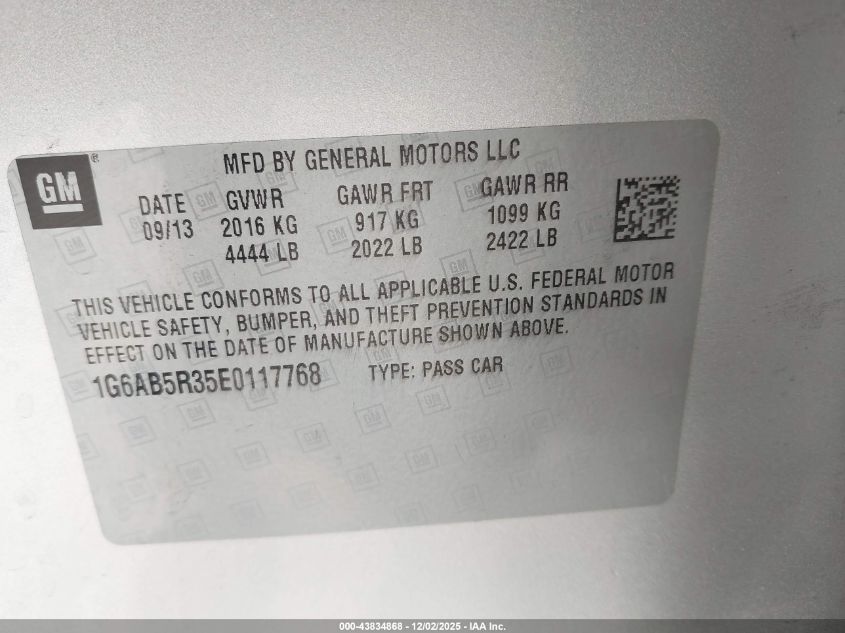 GM ®
MFD BY GENERAL MOTORS LLC
DATE GVWR GAWR FRT GAWR RR
09/13 2016 KG 917 KG 1099 KG
4444 LB 2022 LB 2422 LB
THIS VEHICLE CONFORMS TO ALL APPLICABLE U.S. FEDERAL MOTOR
VEHICLE SAFETY, BUMPER, AND THEFT PREVENTION STANDARDS IN
EFFECT ON THE DATE OF MANUFACTURE SHOWN ABOVE.
1G6AB5R35E0117768 TYPE: PASS CAR
000-43834868 - 12/02/2025 - IAA Inc.